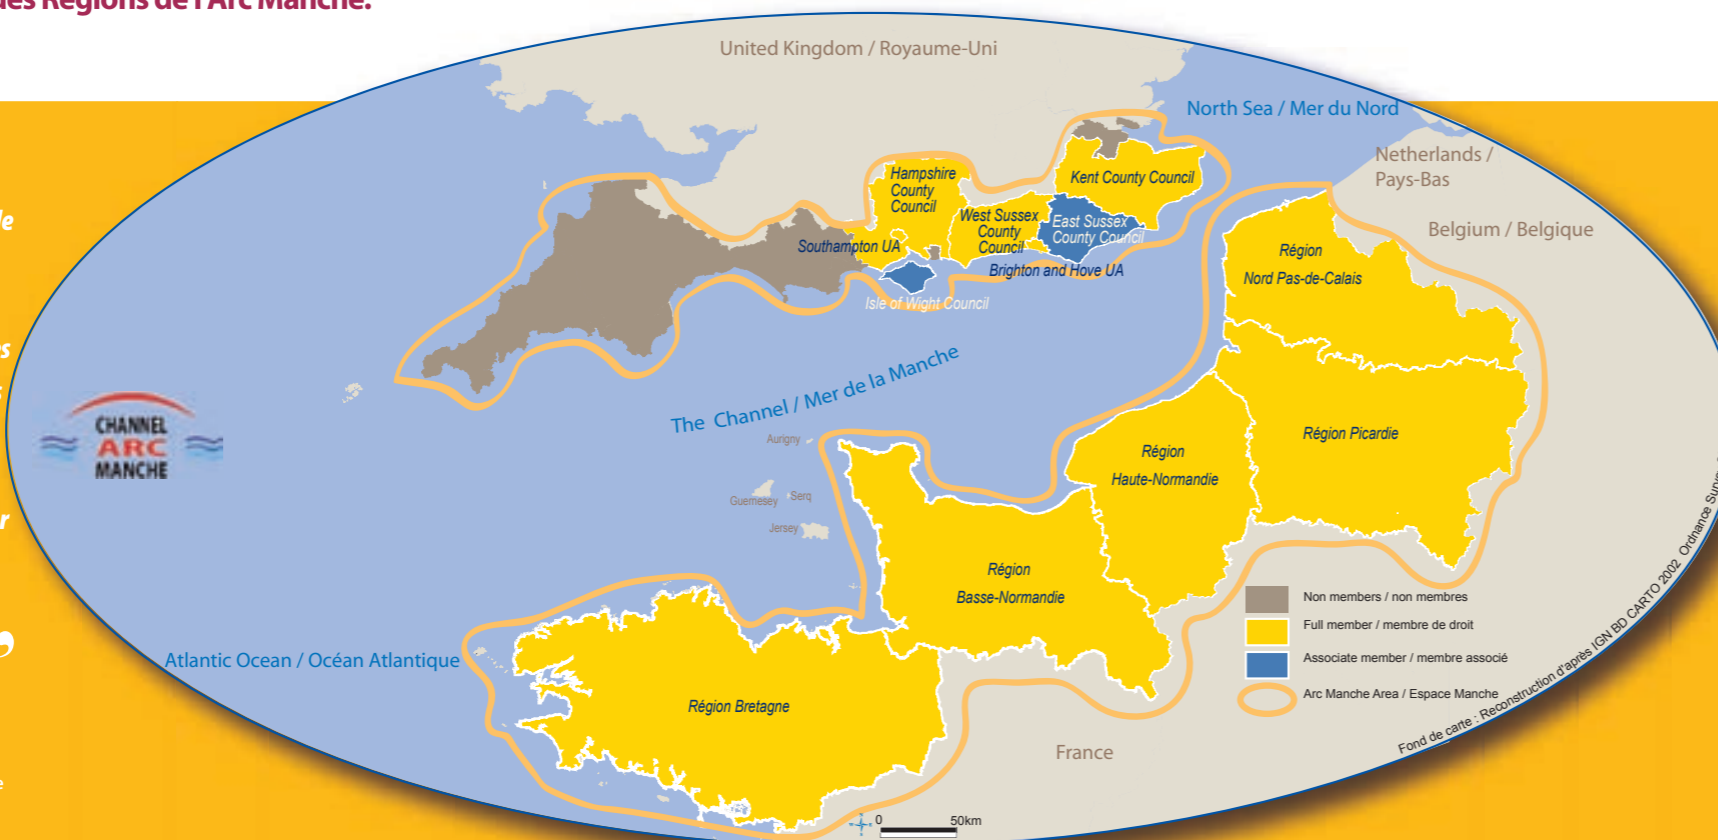 des Régions de l'Arc Manche.
United Kingdom / Royaume-Uni
North Sea / Mer du Nord
Netherlands /
Pays-Bas
Belgium / Belgique
Hampshire
County
Council
Kent County Council
West Sussex
County
Council
East Sussex
County Council
Southampton UA
Brighton and Hove UA
Isle of Wight Council
Région
Nord Pas-de-Calais
The Channel / Mer de la Manche
CHANNEL
ARC
MANCHE
Aurigny
Guernesey
Serq
Jersey
Région
Haute-Normandie
Région Picardie
Région
Basse-Normandie
Région Bretagne
Atlantic Ocean / Océan Atlantique
France
Non members / non membres
Full member / membre de droit
Associate member / membre associé
Arc Manche Area / Espace Manche
Fond de carte : Reconstruction d'après IGN BD CARTO 2002 Ordnance
0 50km